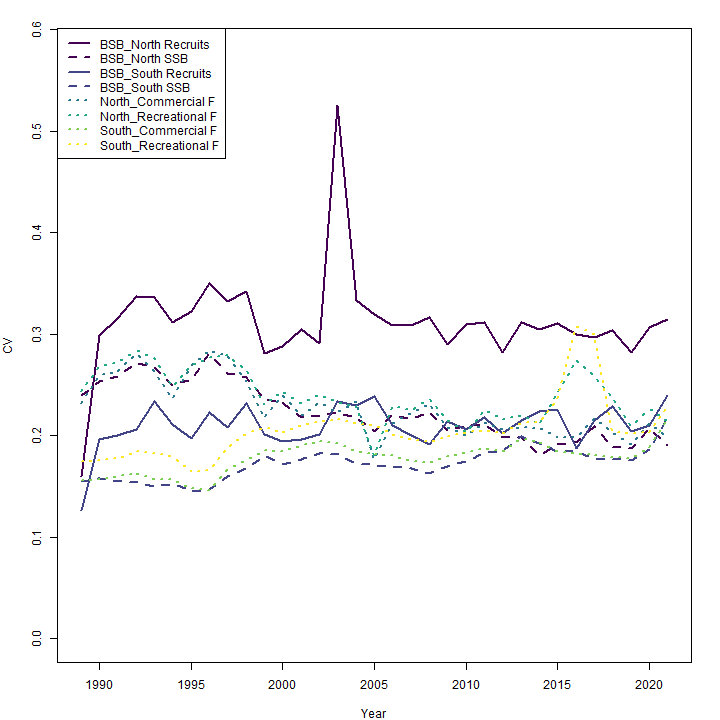 BSB_North Recruits
BSB_North SSB
BSB_South Recruits
BSB_South SSB
North_Commercial F
North_Recreational F
South_Commercial F
South_Recreational F
0.6
0.5
0.4
0.3
0.2
0.1
0.0
CV
1990 1995 2000 2005 2010 2015 2020
Year